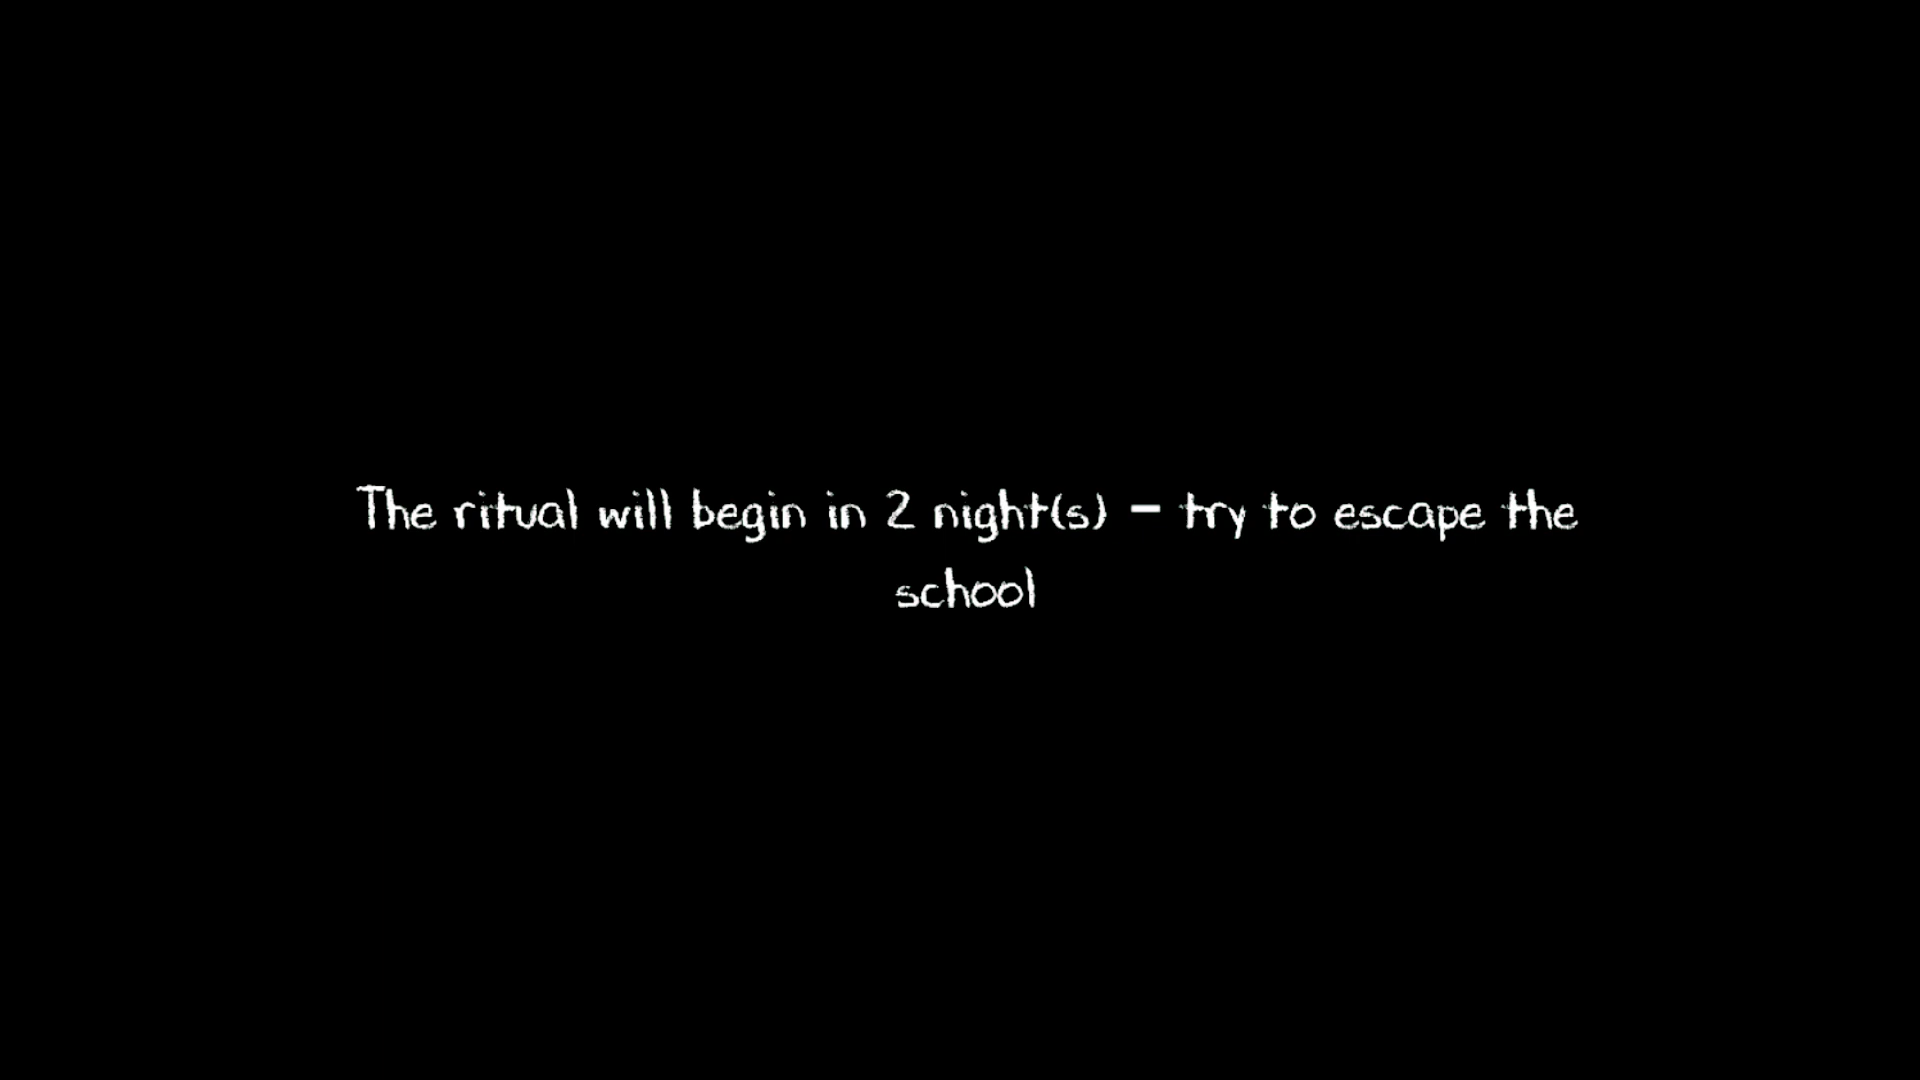 The ritual will begin in 2 night(s) - try to escape the
school